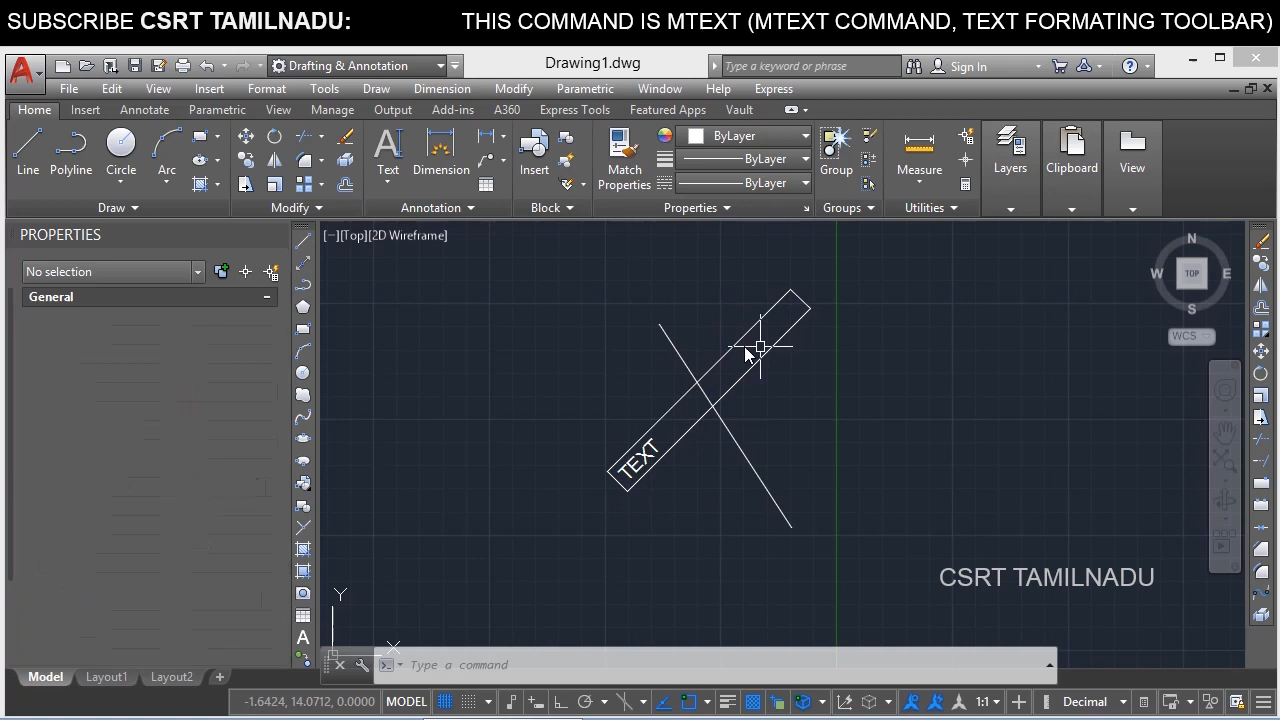 SUBSCRIBE CSRT TAMILNADU: THIS COMMAND IS MTEXT (MTEXT COMMAND, TEXT FORMATING TOOLBAR)
A Drafting & Annotation Drawing1.dwg Type a keyword or phrase Sign In
File Edit View Insert Format Tools Draw Dimension Modify Parametric Window Help Express
Home Insert Annotate Parametric View Manage Output Add-ins A360 Express Tools Featured Apps Vault
Line Polyline Circle Arc
A Text Dimension
Insert
Match Properties
ByLayer
ByLayer
ByLayer
Group Measure Layers Clipboard View
Draw Modify Annotation Block Properties Groups Utilities
PROPERTIES
No selection
General
[−][Top][2D Wireframe]
N
W TOP E
S
WCS
TEXT
CSRT TAMILNADU
Y
X
A
Type a command
Model Layout1 Layout2 +
-1.6424, 14.0712, 0.0000 MODEL 1:1 Decimal